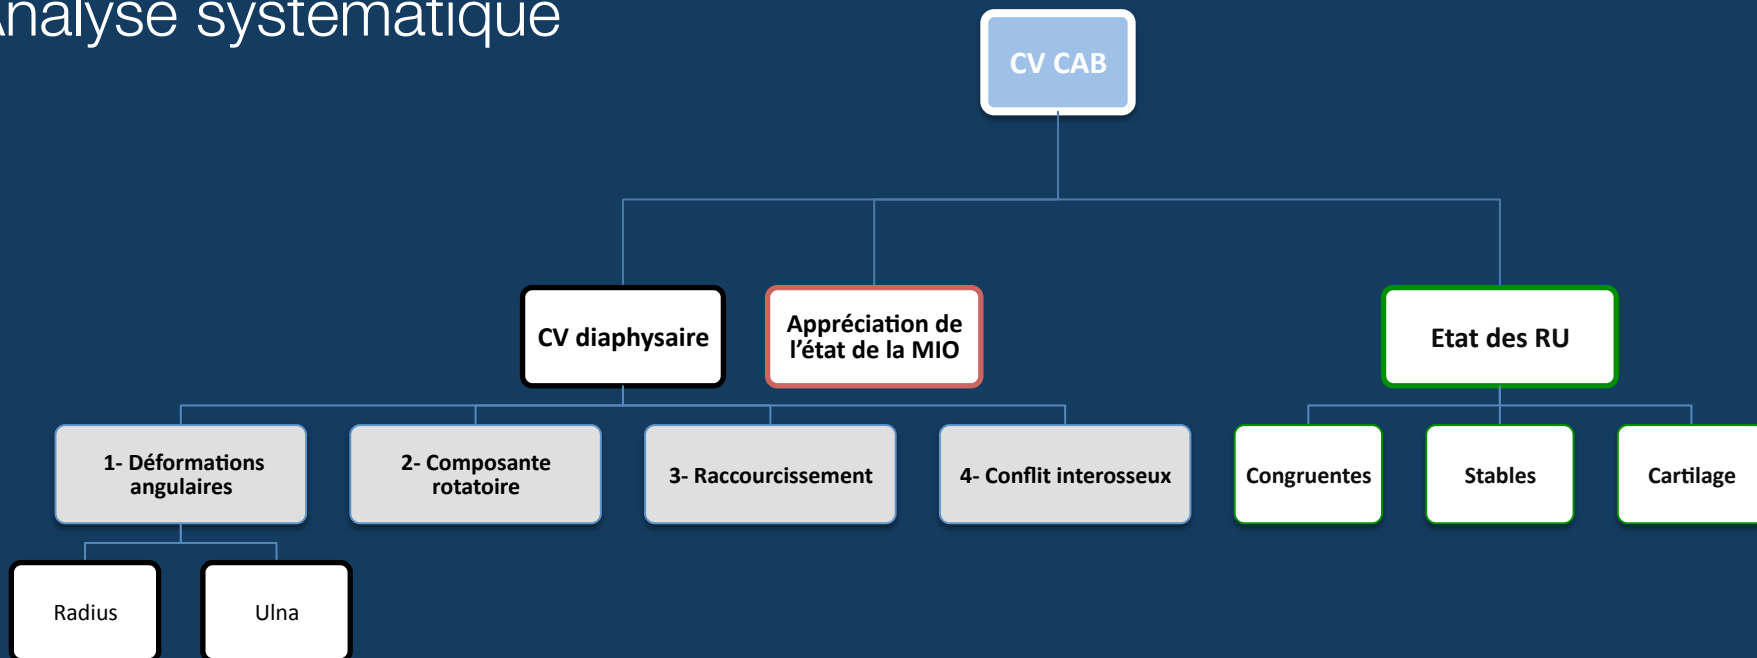 Analyse systématique
CV CAB
CV diaphysaire
Appréciation de
l’état de la MIO
Etat des RU
1- Déformations
angulaires
2- Composante
rotatoire
3- Raccourcissement
4- Conflit interosseux
Congruentes
Stables
Cartilage
Radius
Ulna